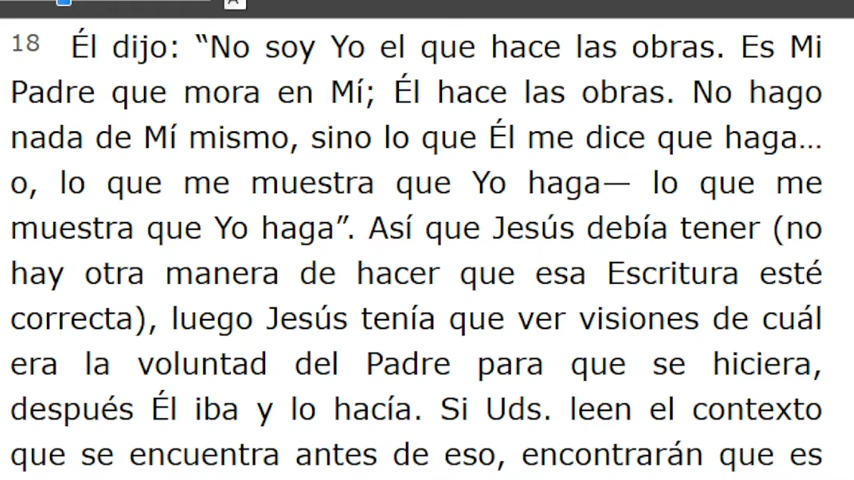 18 Él dijo: “No soy Yo el que hace las obras. Es Mi
Padre que mora en Mí; Él hace las obras. No hago
nada de Mí mismo, sino lo que Él me dice que haga…
o, lo que me muestra que Yo haga— lo que me
muestra que Yo haga”. Así que Jesús debía tener (no
hay otra manera de hacer que esa Escritura esté
correcta), luego Jesús tenía que ver visiones de cuál
era la voluntad del Padre para que se hiciera,
después Él iba y lo hacía. Si Uds. leen el contexto
que se encuentra antes de eso, encontrarán que es